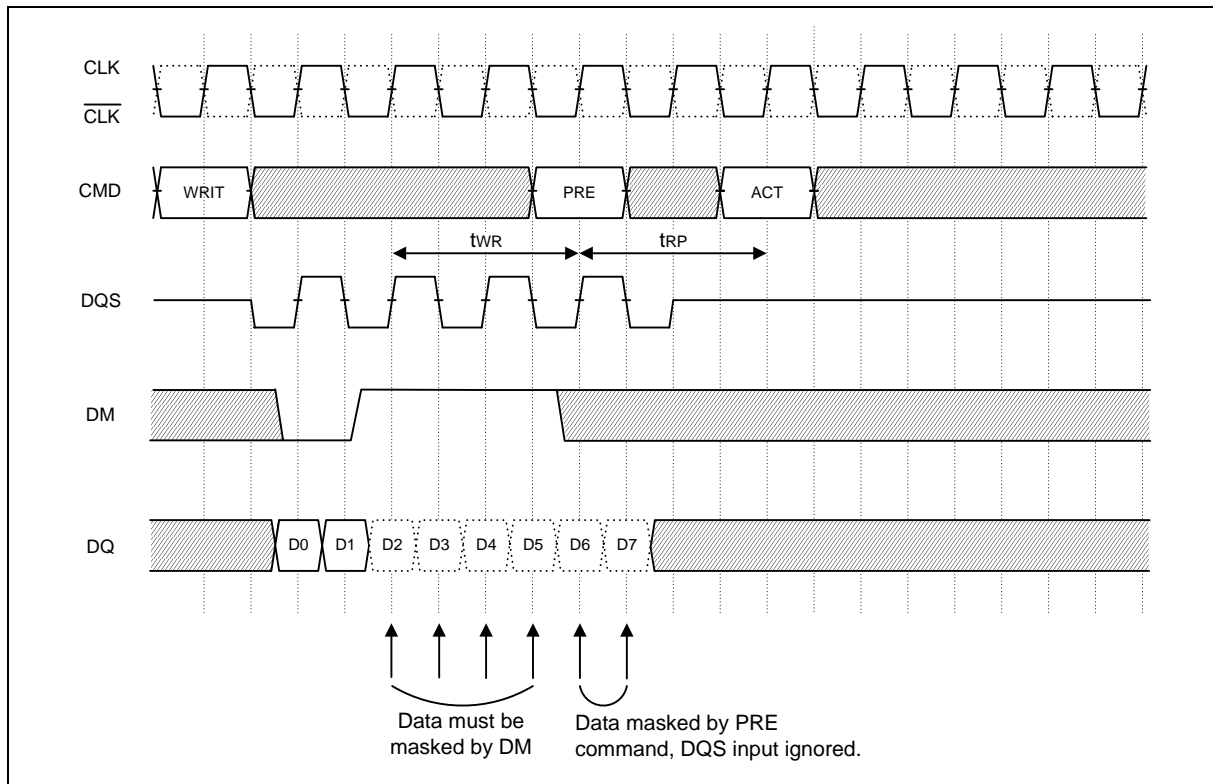 CLK
CLK
CMD
WRIT
PRE
ACT
tWR
tRP
DQS
DM
DQ
D0
D1
D2
D3
D4
D5
D6
D7
Data must be
masked by DM
Data masked by PRE
command, DQS input ignored.